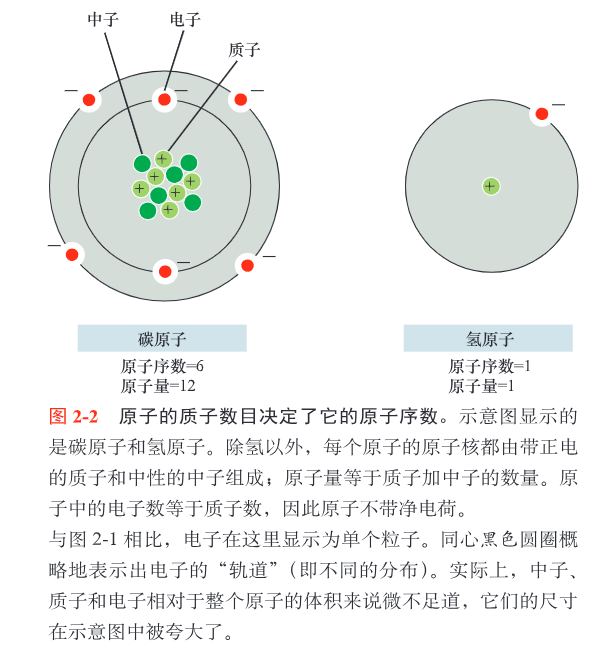 中子
电子
质子
碳原子
原子序数=6
原子量=12
氢原子
原子序数=1
原子量=1
图 2-2 原子的质子数目决定了它的原子序数。示意图显示的
是碳原子和氢原子。除氢以外，每个原子的原子核都由带正电
的质子和中性的中子组成；原子量等于质子加中子的数量。原
子中的电子数等于质子数，因此原子不带净电荷。
与图 2-1 相比，电子在这里显示为单个粒子。同心黑色圆圈概
略地表示出电子的“轨道”（即不同的分布）。实际上，中子、
质子和电子相对于整个原子的体积来说微不足道，它们的尺寸
在示意图中被夸大了。